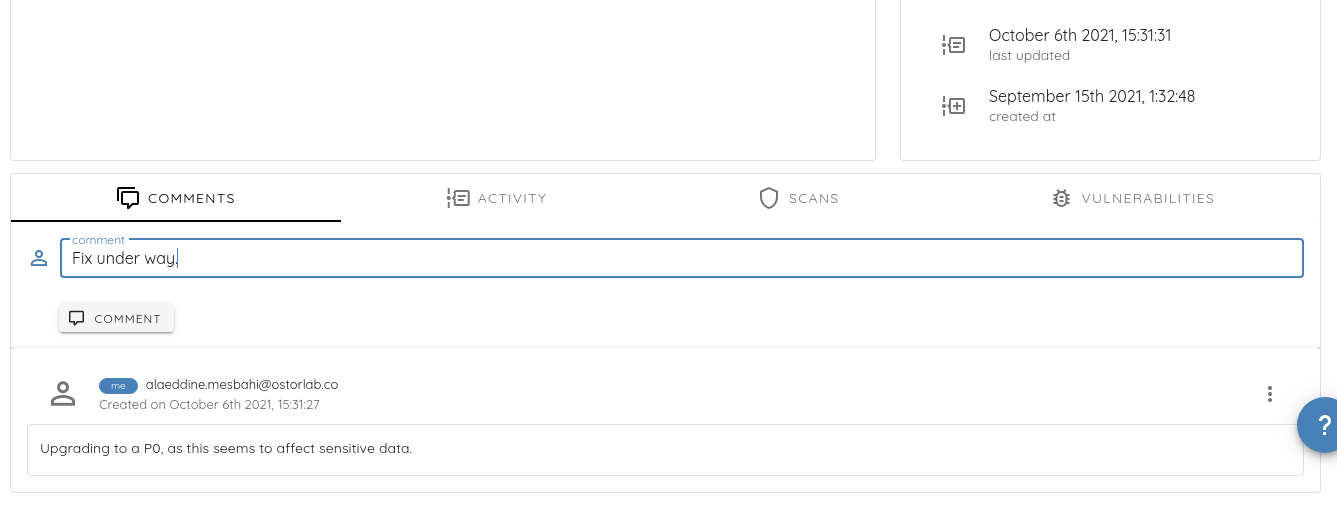 October 6th 2021, 15:31:31
last updated
September 15th 2021, 1:32:48
created at
COMMENTS
ACTIVITY
SCANS
VULNERABILITIES
comment
Fix under way.
COMMENT
me alaeddine.mesbahi@ostorlab.co
Created on October 6th 2021, 15:31:27
?
Upgrading to a P0, as this seems to affect sensitive data.